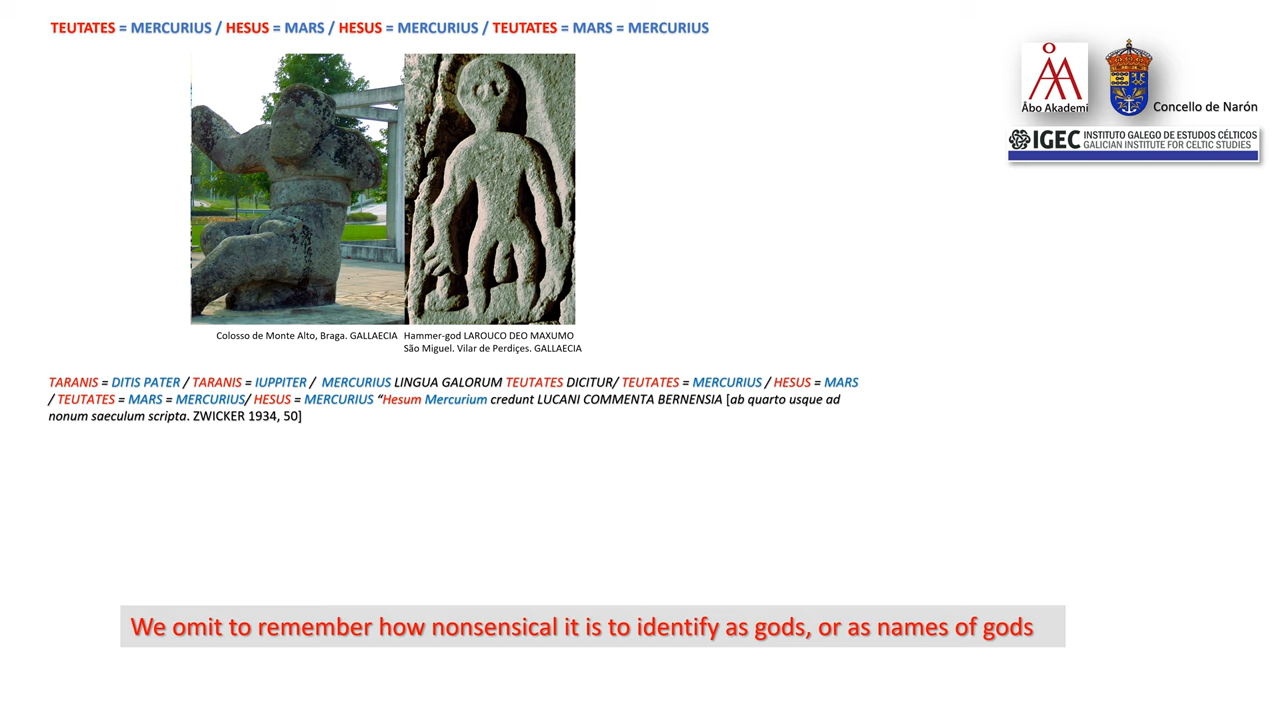 TEUTATES = MERCURIUS / HESUS = MARS / HESUS = MERCURIUS / TEUTATES = MARS = MERCURIUS
Åbo Akademi
Concello de Narón
IGEC INSTITUTO GALEGO DE ESTUDOS CÉLTICOS
GALICIAN INSTITUTE FOR CELTIC STUDIES
Colosso de Monte Alto, Braga. GALLAECIA
Hammer-god LAROUCO DEO MAXUMO
São Miguel. Vilar de Perdiçes. GALLAECIA
TARANIS = DITIS PATER / TARANIS = IUPPITER / MERCURIUS LINGUA GALORUM TEUTATES DICITUR/ TEUTATES = MERCURIUS / HESUS = MARS
/ TEUTATES = MARS = MERCURIUS/ HESUS = MERCURIUS “Hesum Mercurium credunt LUCANI COMMENTA BERNENSIA [ab quarto usque ad
nonum saeculum scripta. ZWICKER 1934, 50]
We omit to remember how nonsensical it is to identify as gods, or as names of gods